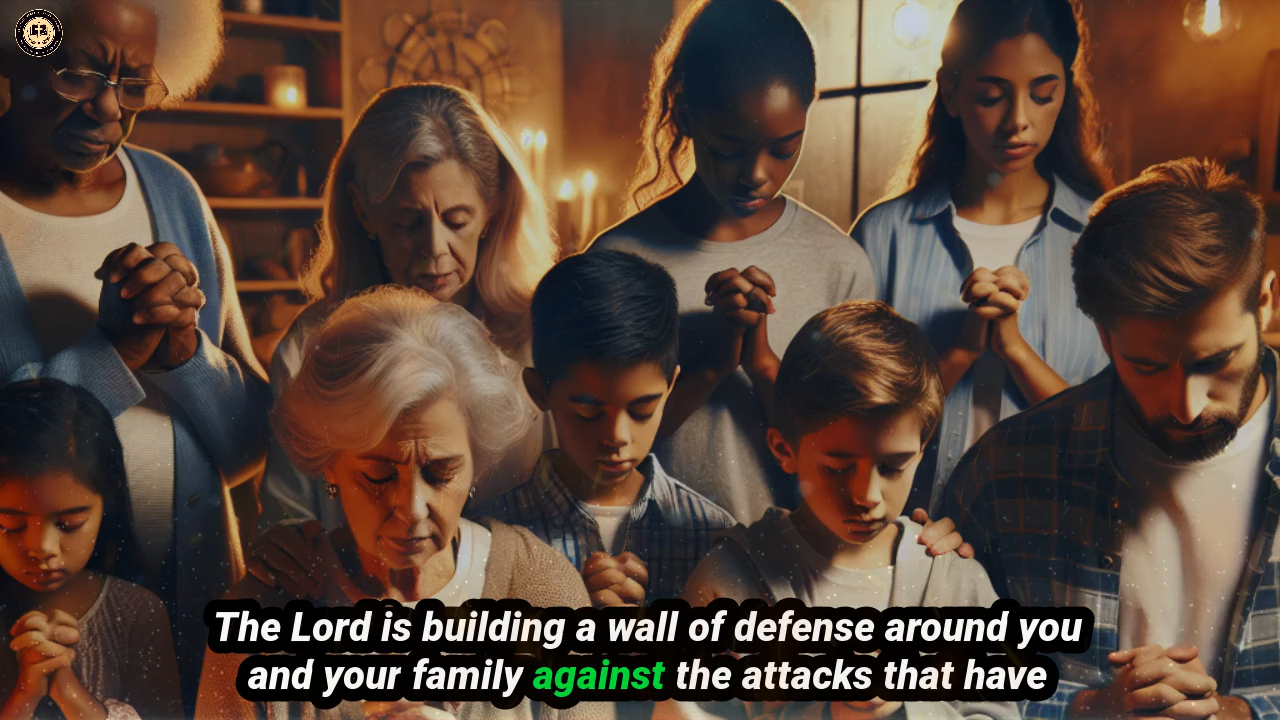 The Lord is building a wall of defense around you
and your family against the attacks that have